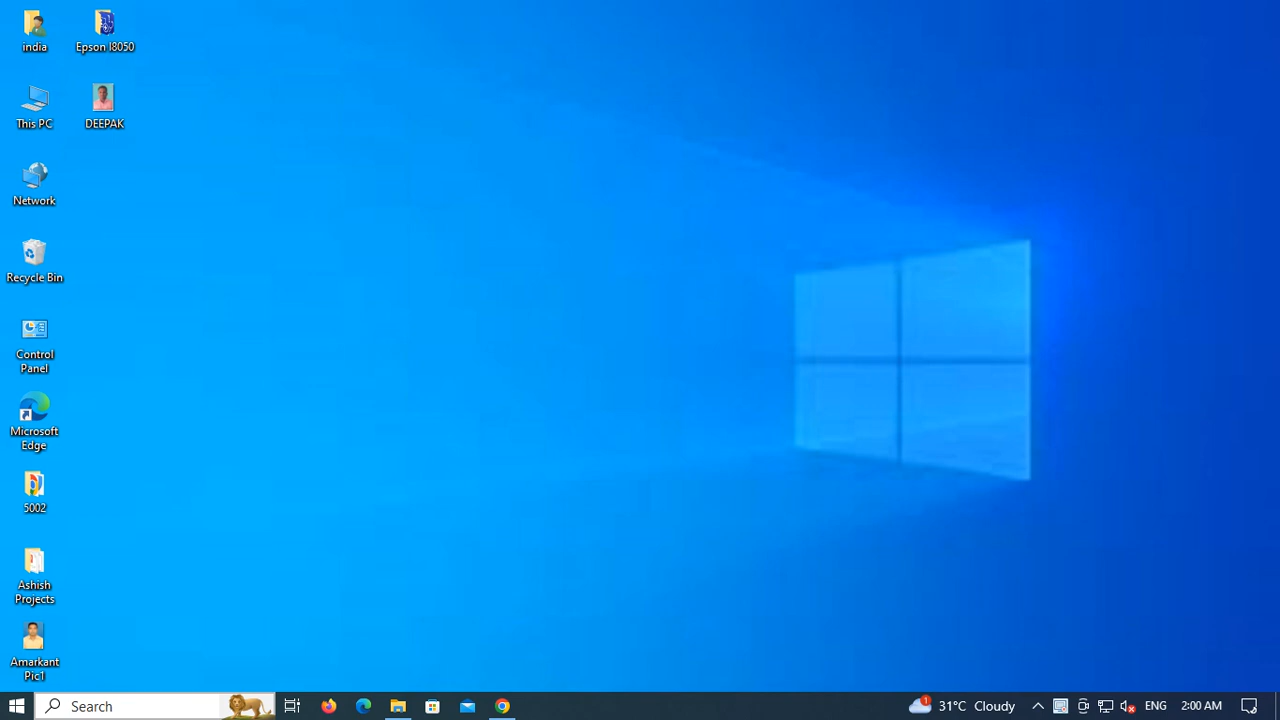 india
Epson l8050
This PC
DEEPAK
Network
Recycle Bin
Control
Panel
Microsoft
Edge
5002
Ashish
Projects
Amarkant
Pic1
Search
1
31°C Cloudy
ENG
2:00 AM